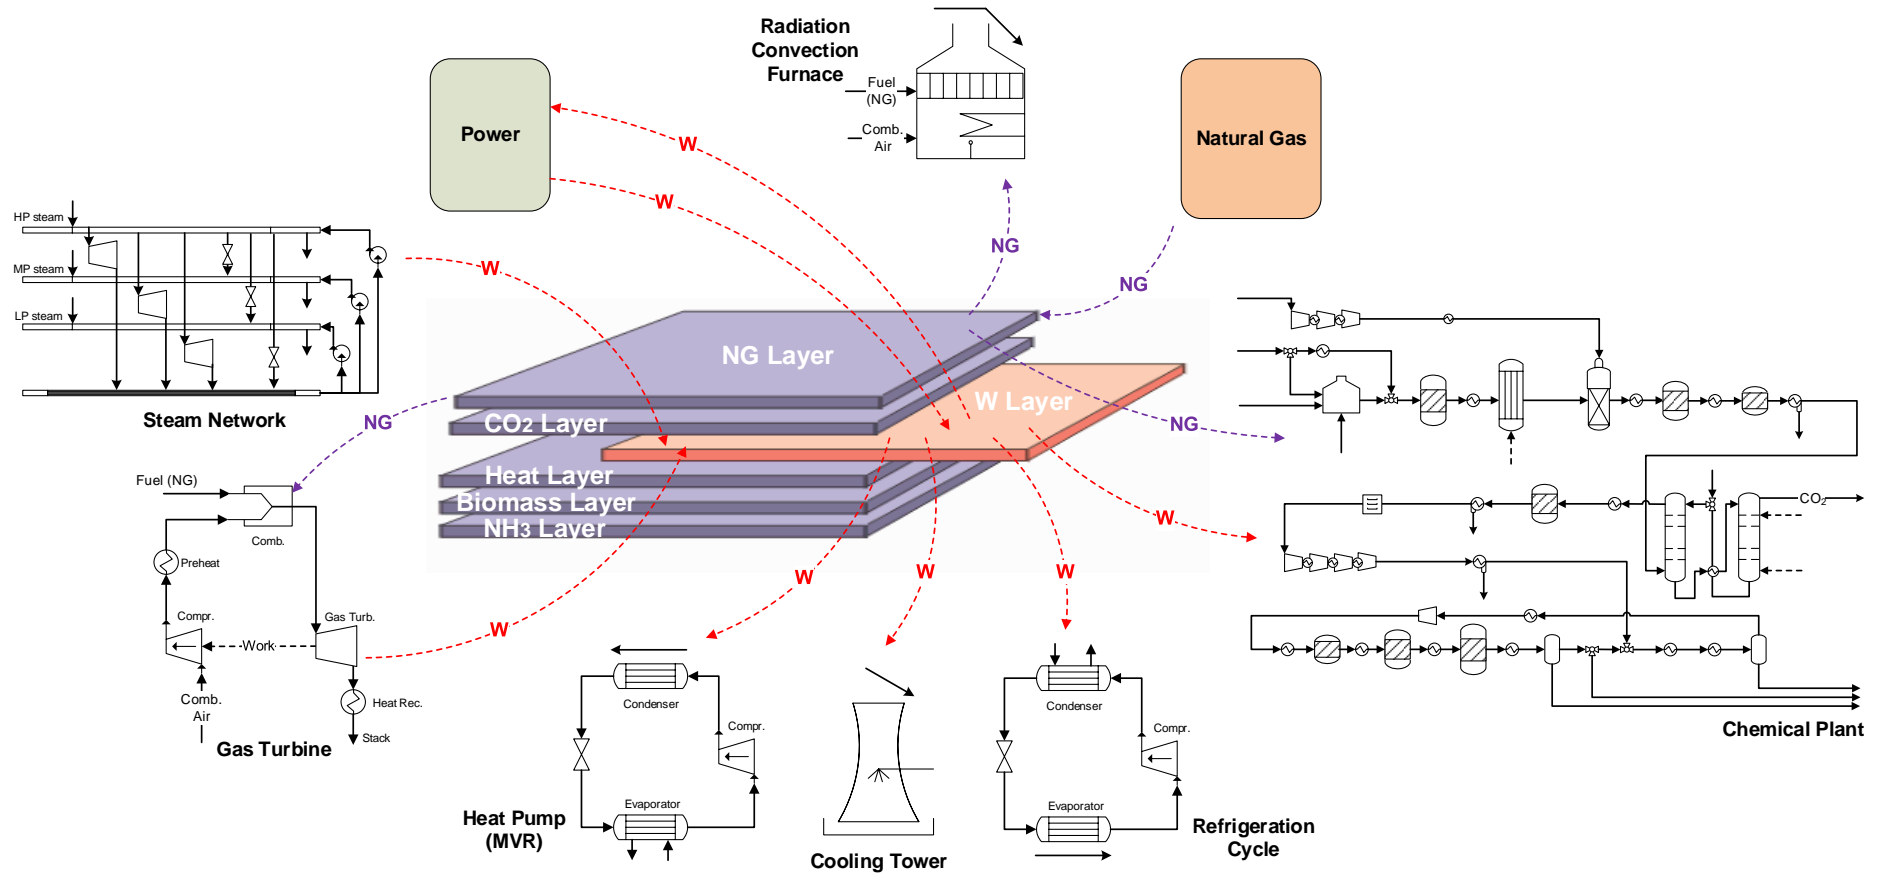 Radiation
Convection
Furnace
Fuel
(NG)
Comb.
Air
Power
Natural Gas
W
W
HP steam
MP steam
LP steam
Steam Network
W
NG
NG
NG Layer
W Layer
CO2 Layer
Heat Layer
Biomass Layer
NH3 Layer
NG
NG
W
W
W
W
W
Fuel (NG)
Comb.
Preheat
Compr.
Gas Turb.
Work
Comb.
Air
Heat Rec.
Stack
Gas Turbine
Condenser
Compr.
Evaporator
Heat Pump
(MVR)
Cooling Tower
Condenser
Compr.
Evaporator
Refrigeration
Cycle
CO2
Chemical Plant